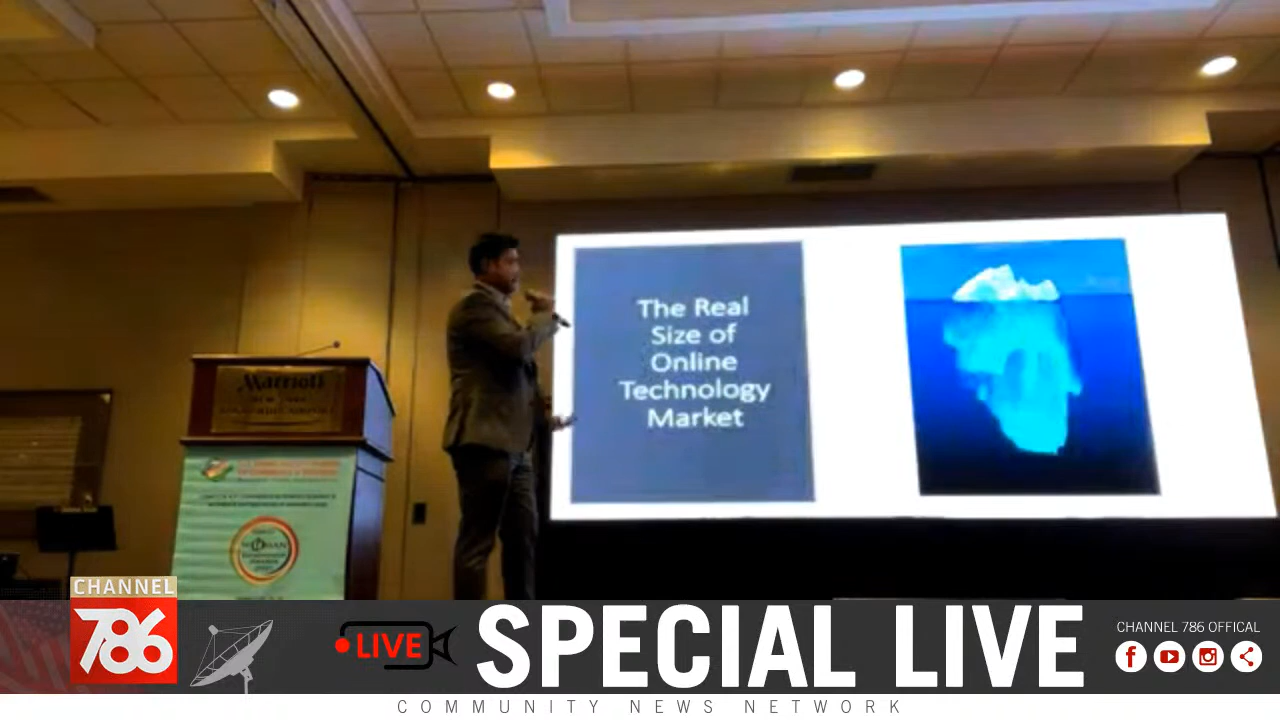 The Real
Size of
Online
Technology
Market
Marriott
CHANNEL
786
LIVE
SPECIAL LIVE
CHANNEL 786 OFFICAL
COMMUNITY NEWS NETWORK